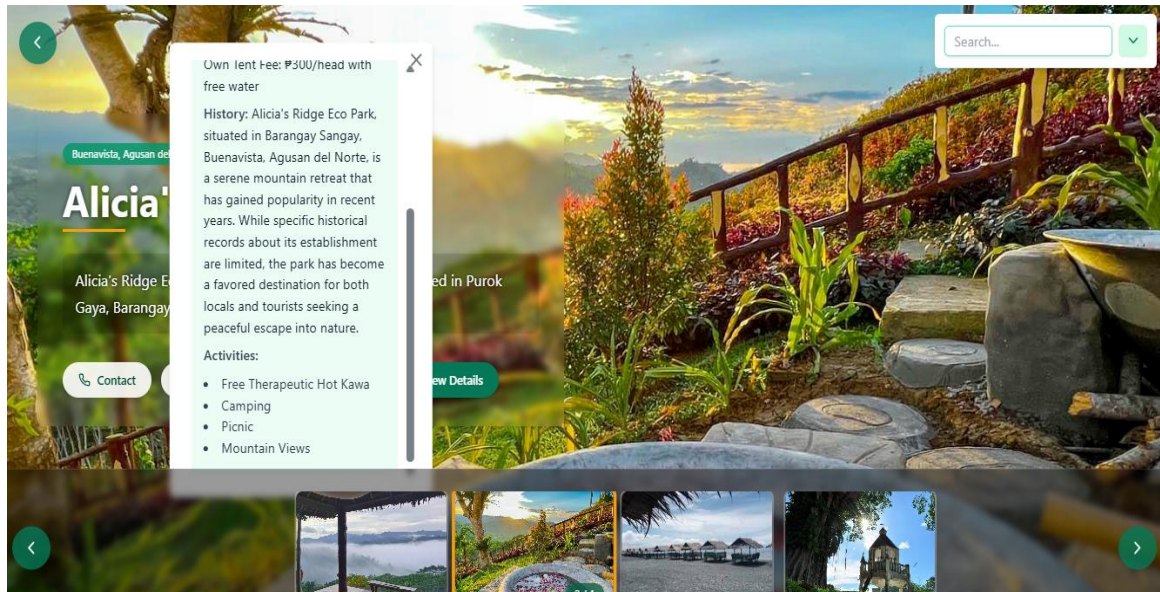 Search...
Own Tent Fee: ₱300/head with
free water
History: Alicia's Ridge Eco Park,
situated in Barangay Sangay,
Buenavista, Agusan del Norte, is
a serene mountain retreat that
has gained popularity in recent
years. While specific historical
records about its establishment
are limited, the park has become
a favored destination for both
locals and tourists seeking a
peaceful escape into nature.
Activities:
• Free Therapeutic Hot Kawa
• Camping
• Picnic
• Mountain Views
Buenavista, Agusan del
Alicia's
Alicia's Ridge E
ed in Purok
Gaya, Barangay
Contact
ew Details